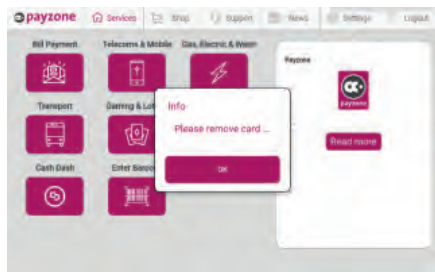 payzone Services Shop Support News Settings Logout
Bill Payment Telecoms & Mobile Gas, Electric & Water
Payzone
payzone
Transport Gaming & Lot
Info
Please remove card ...
Read more
Cash Dash Enter Barco
OK